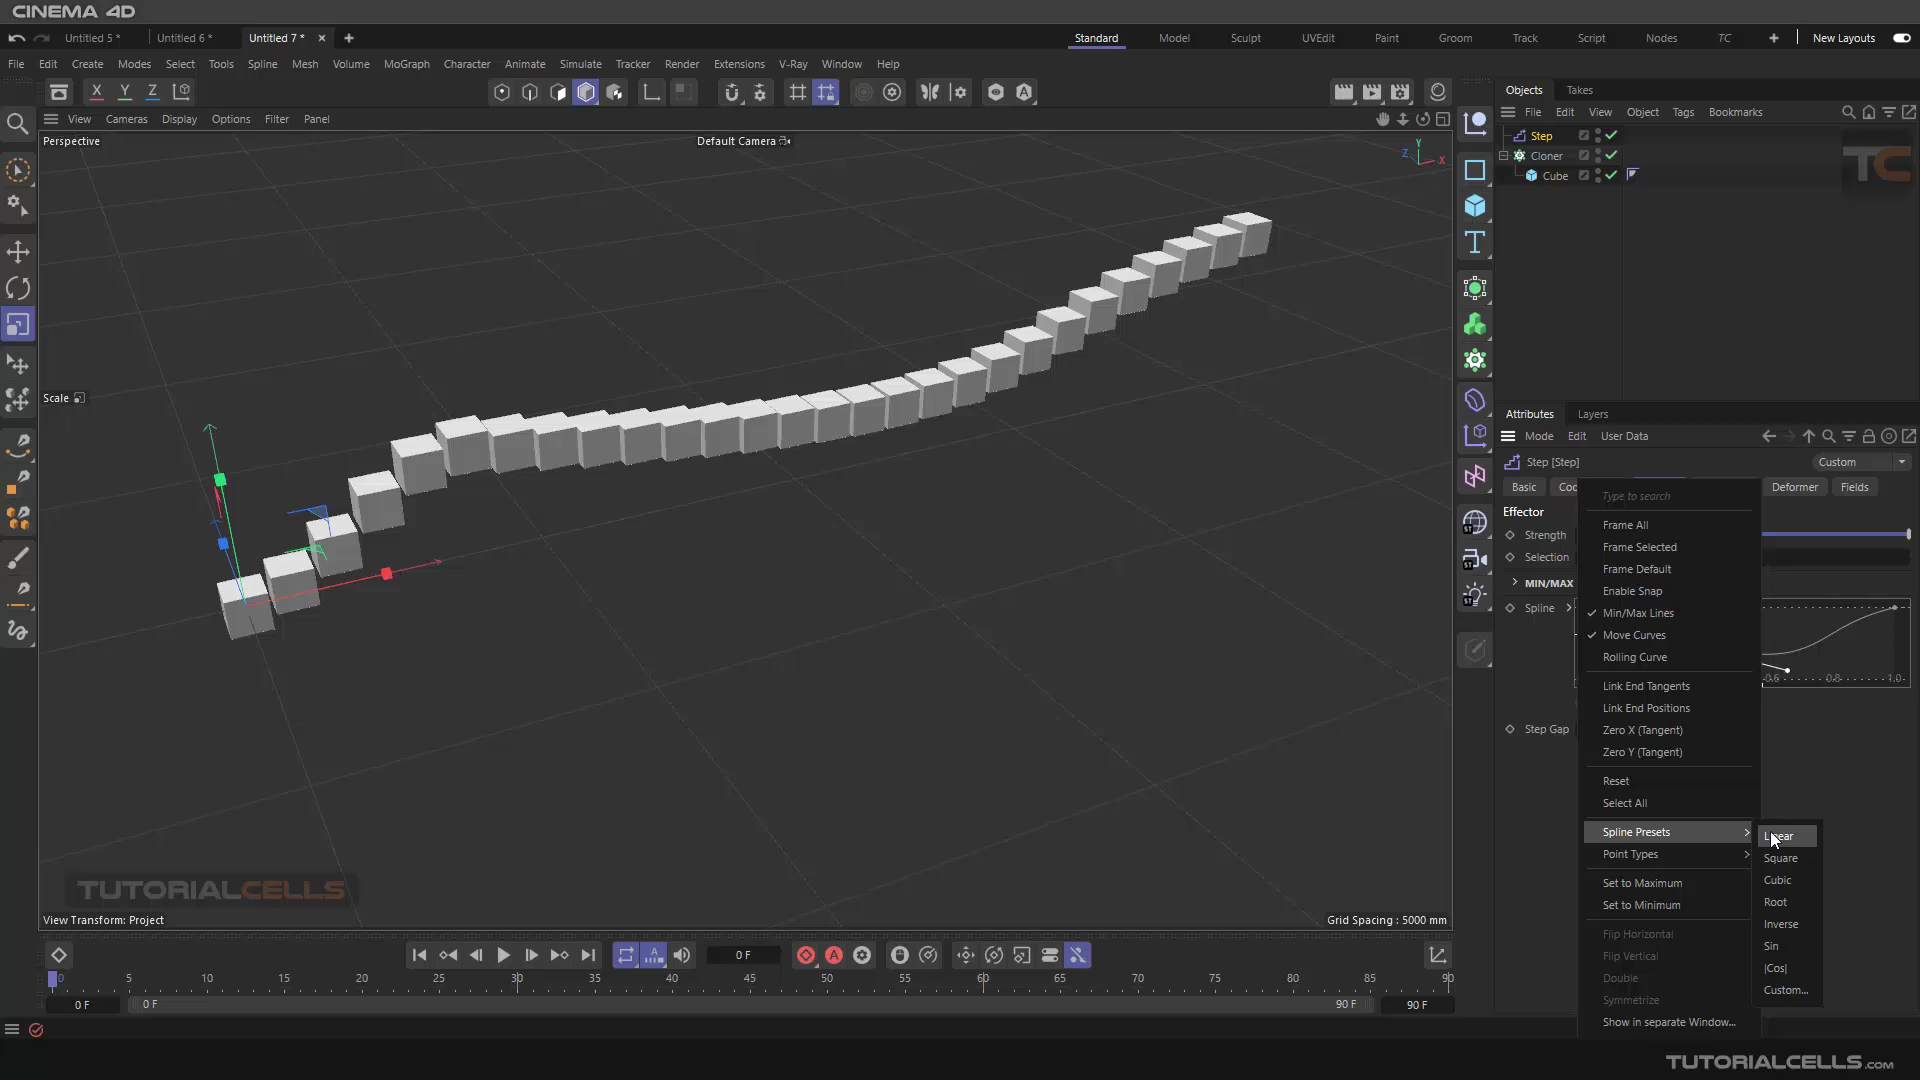 CINEMA 4D
Untitled 5 *
Untitled 6 *
Untitled 7 *
Standard
Model
Sculpt
UVEdit
Paint
Groom
Track
Script
Nodes
TC
New Layouts
File Edit Create Modes Select Tools Spline Mesh Volume MoGraph Character Animate Simulate Tracker Render Extensions V-Ray Window Help
X Y Z
View Cameras Display Options Filter Panel
Perspective
Default Camera
Y
Z
X
Scale
TUTORIALCELLS
View Transform: Project
Grid Spacing : 5000 mm
Objects
Takes
File Edit View Object Tags Bookmarks
Step
Cloner
Cube
TC
Attributes
Layers
Mode Edit User Data
Step [Step]
Custom
Basic
Coo
Deformer
Fields
Effector
Strength
Selection
MIN/MAX
Spline
0.6 0.8 1.0
Step Gap
Type to search
Frame All
Frame Selected
Frame Default
Enable Snap
Min/Max Lines
Move Curves
Rolling Curve
Link End Tangents
Link End Positions
Zero X (Tangent)
Zero Y (Tangent)
Reset
Select All
Spline Presets
Point Types
Set to Maximum
Set to Minimum
Flip Horizontal
Flip Vertical
Double
Symmetrize
Show in separate Window...
Square
Cubic
Root
Inverse
Sin
|Cos|
Custom...
0 F
0 5 10 15 20 25 30 35 40 45 50 55 60 65 70 75 80 85 90
0 F
0 F
90 F
90 F
TUTORIALCELLS.com